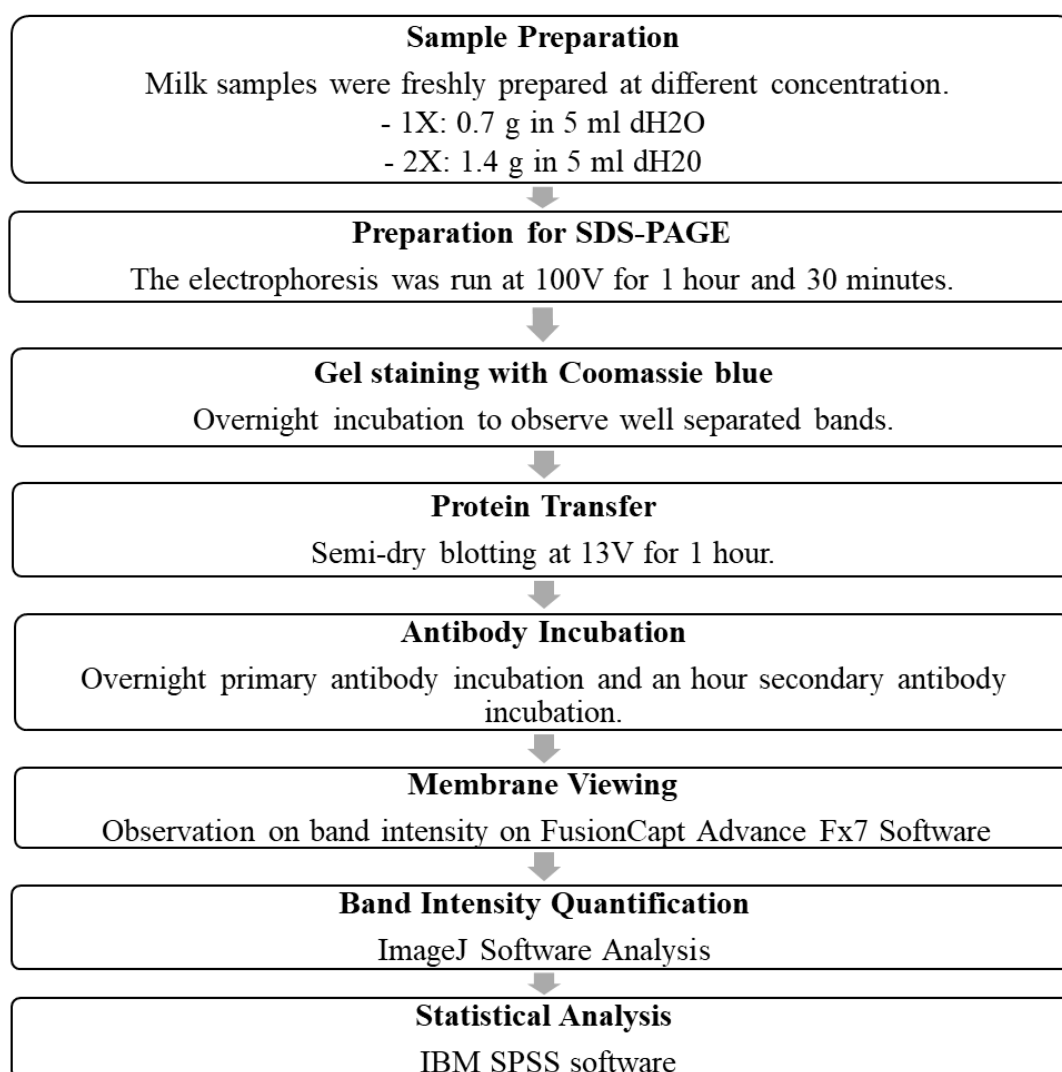 Sample Preparation
Milk samples were freshly prepared at different concentration.
- 1X: 0.7 g in 5 ml dH2O
- 2X: 1.4 g in 5 ml dH20
Preparation for SDS-PAGE
The electrophoresis was run at 100V for 1 hour and 30 minutes.
Gel staining with Coomassie blue
Overnight incubation to observe well separated bands.
Protein Transfer
Semi-dry blotting at 13V for 1 hour.
Antibody Incubation
Overnight primary antibody incubation and an hour secondary antibody
incubation.
Membrane Viewing
Observation on band intensity on FusionCapt Advance Fx7 Software
Band Intensity Quantification
ImageJ Software Analysis
Statistical Analysis
IBM SPSS software